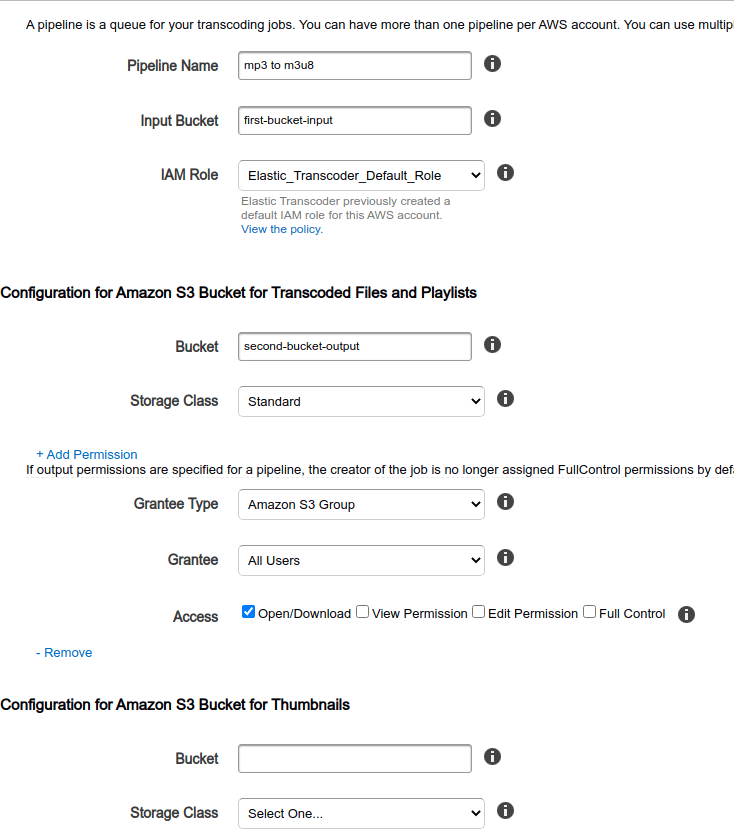 A pipeline is a queue for your transcoding jobs. You can have more than one pipeline per AWS account. You can use
Pipeline Name mp3 to m3u8
Input Bucket first-bucket-input
IAM Role Elastic_Transcoder_Default_Role
Elastic Transcoder previously created a
default IAM role for this AWS account.
View the policy.
Configuration for Amazon S3 Bucket for Transcoded Files and Playlists
Bucket second-bucket-output
Storage Class Standard
+ Add Permission
If output permissions are specified for a pipeline, the creator of the job is no longer assigned FullControl permissions by
Grantee Type Amazon S3 Group
Grantee All Users
Access Open/Download View Permission Edit Permission Full Control
- Remove
Configuration for Amazon S3 Bucket for Thumbnails
Bucket
Storage Class Select One...